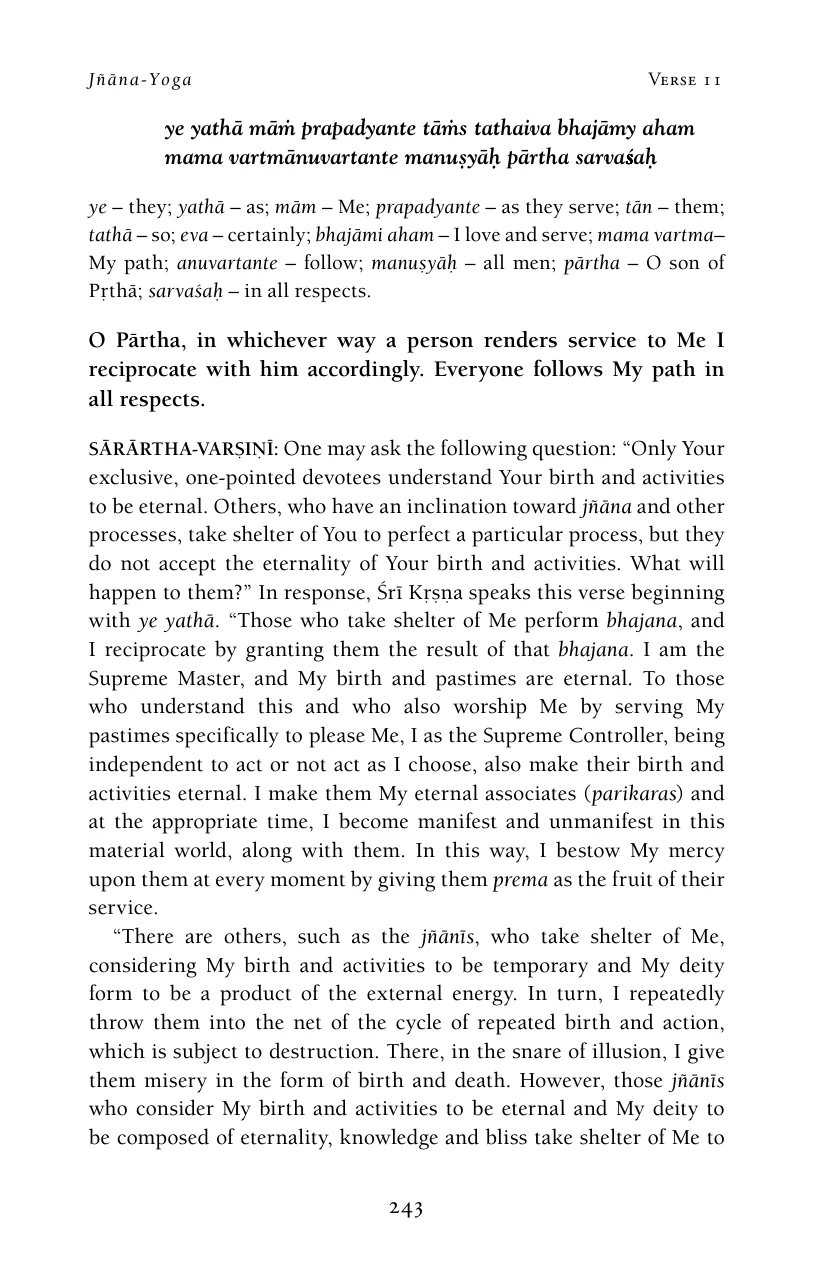 Jñāna-Yoga Verse 11
ye yathā māṁ prapadyante tāṁs tathaiva bhajāmy aham
mama vartmānuvartante manuṣyāḥ pārtha sarvaśaḥ
ye – they; yathā – as; mām – Me; prapadyante – as they serve; tān – them;
tathā – so; eva – certainly; bhajāmi aham – I love and serve; mama vartma–
My path; anuvartante – follow; manuṣyāḥ – all men; pārtha – O son of
Pṛthā; sarvaśaḥ – in all respects.
O Pārtha, in whichever way a person renders service to Me I
reciprocate with him accordingly. Everyone follows My path in
all respects.
SĀRĀRTHA-VARṢIṆĪ: One may ask the following question: “Only Your
exclusive, one-pointed devotees understand Your birth and activities
to be eternal. Others, who have an inclination toward jñāna and other
processes, take shelter of You to perfect a particular process, but they
do not accept the eternality of Your birth and activities. What will
happen to them?” In response, Śrī Kṛṣṇa speaks this verse beginning
with ye yathā. “Those who take shelter of Me perform bhajana, and
I reciprocate by granting them the result of that bhajana. I am the
Supreme Master, and My birth and pastimes are eternal. To those
who understand this and who also worship Me by serving My
pastimes specifically to please Me, I as the Supreme Controller, being
independent to act or not act as I choose, also make their birth and
activities eternal. I make them My eternal associates (parikaras) and
at the appropriate time, I become manifest and unmanifest in this
material world, along with them. In this way, I bestow My mercy
upon them at every moment by giving them prema as the fruit of their
service.
“There are others, such as the jñānīs, who take shelter of Me,
considering My birth and activities to be temporary and My deity
form to be a product of the external energy. In turn, I repeatedly
throw them into the net of the cycle of repeated birth and action,
which is subject to destruction. There, in the snare of illusion, I give
them misery in the form of birth and death. However, those jñānīs
who consider My birth and activities to be eternal and My deity to
be composed of eternality, knowledge and bliss take shelter of Me to
243